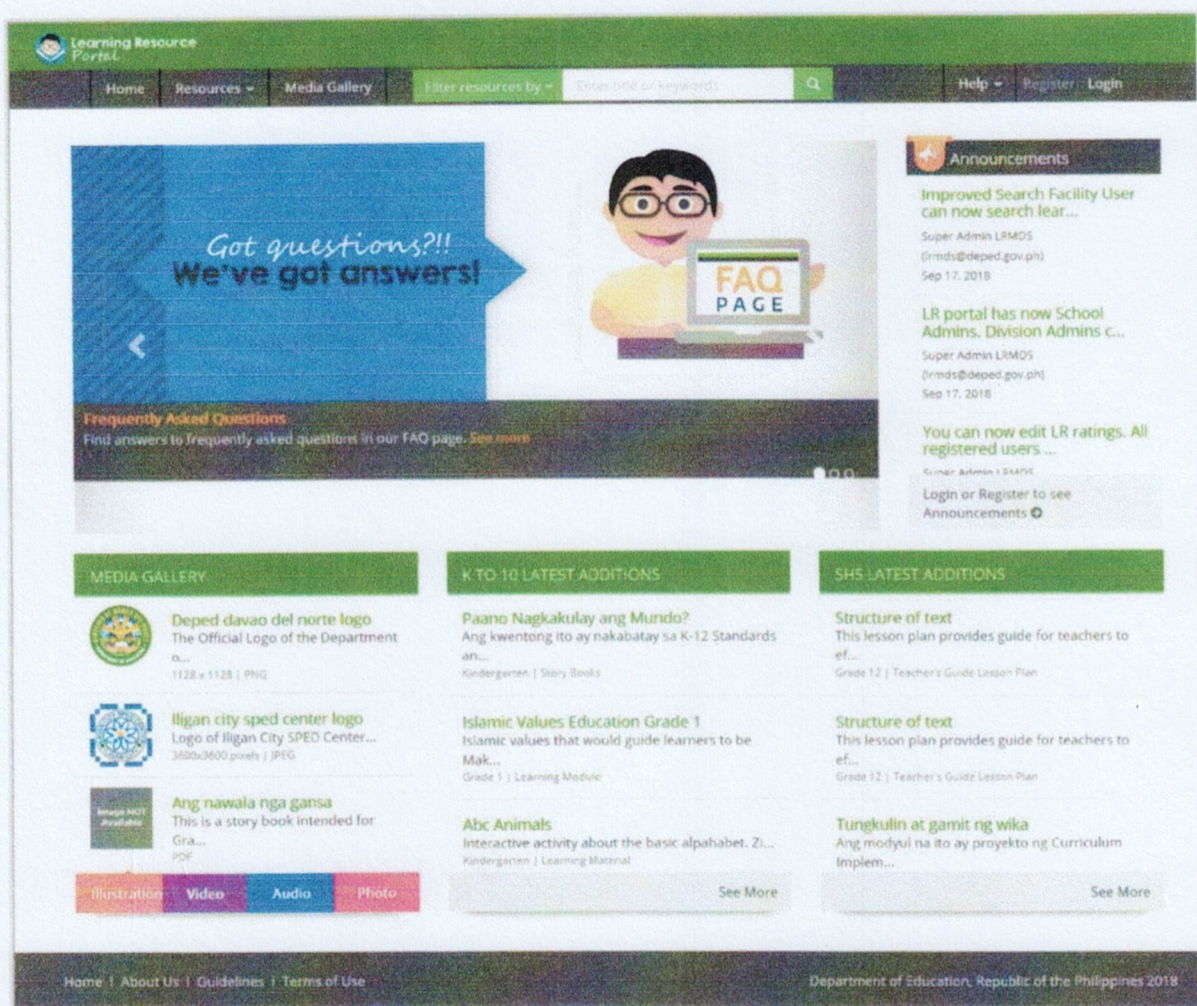 Learning Resource
Portal
Home
Resources
Media Gallery
Filter resources by
Enter title or keywords
Help
Register
Login
Got questions?!!
We've got answers!
FAQ
PAGE
Frequently Asked Questions
Find answers to frequently asked questions in our FAQ page. See more
Announcements
Improved Search Facility User
can now search lear...
Super Admin LRMDS
(lrmds@deped.gov.ph)
Sep 17, 2018
LR portal has now School
Admins. Division Admins c...
Super Admin LRMDS
(lrmds@deped.gov.ph)
Sep 17, 2018
You can now edit LR ratings. All
registered users ...
Super Admin LRMDS
Login or Register to see
Announcements
MEDIA GALLERY
Deped davao del norte logo
The Official Logo of the Department
o...
1128 x 1128 | PNG
Iligan city sped center logo
Logo of Iligan City SPED Center...
3600x3600 pixels | JPEG
Image NOT
Available
Ang nawala nga gansa
This is a story book intended for
Gra...
PDF
Illustration
Video
Audio
Photo
K TO 10 LATEST ADDITIONS
Paano Nagkakulay ang Mundo?
Ang kwentong ito ay nakabatay sa K-12 Standards
an...
Kindergarten | Story Books
Islamic Values Education Grade 1
Islamic values that would guide learners to be
Mak...
Grade 1 | Learning Module
Abc Animals
Interactive activity about the basic alpahabet. Zi...
Kindergarten | Learning Material
See More
SHS LATEST ADDITIONS
Structure of text
This lesson plan provides guide for teachers to
ef...
Grade 12 | Teacher's Guide Lesson Plan
Structure of text
This lesson plan provides guide for teachers to
ef...
Grade 12 | Teacher's Guide Lesson Plan
Tungkulin at gamit ng wika
Ang modyul na ito ay proyekto ng Curriculum
Implem...
See More
Home | About Us | Guidelines | Terms of Use
Department of Education, Republic of the Philippines 2018